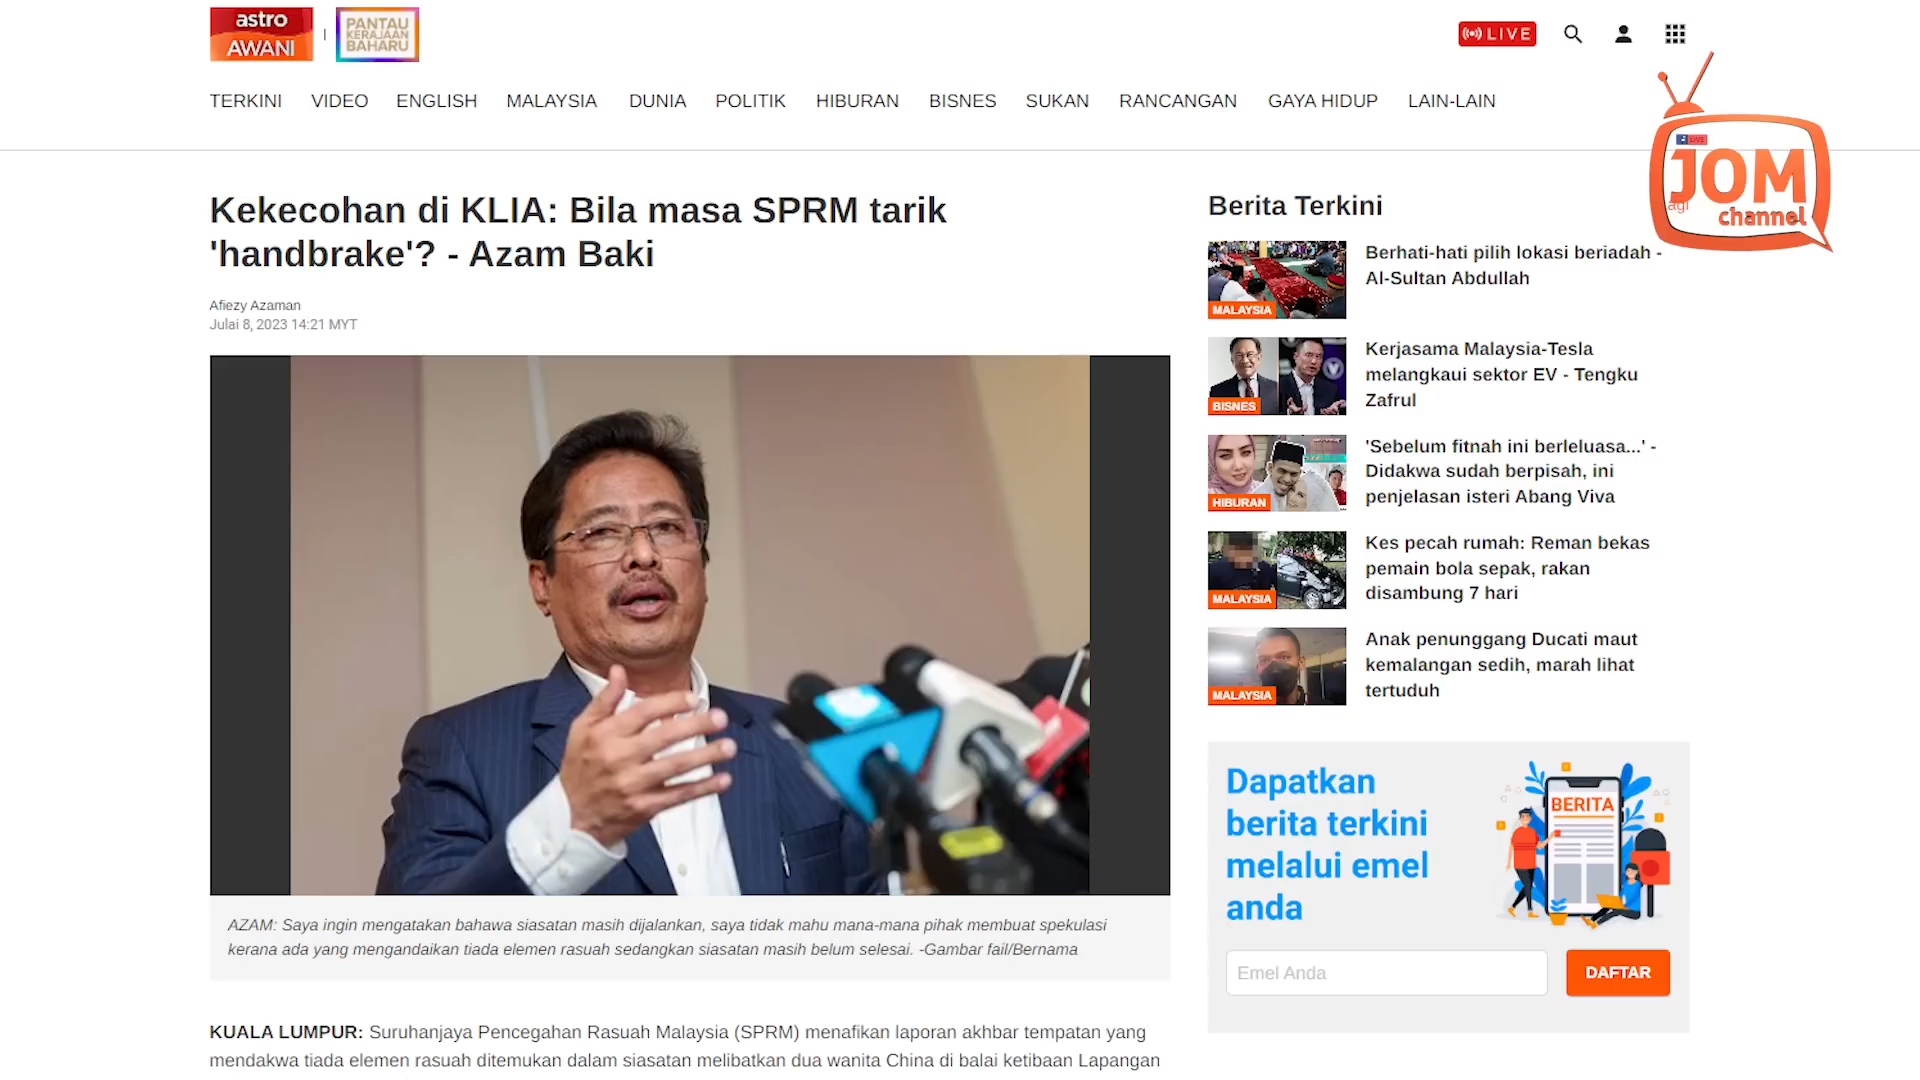 astro
AWANI
PANTAU
KERAJAAN
BAHARU
LIVE
TERKINI VIDEO ENGLISH MALAYSIA DUNIA POLITIK HIBURAN BISNES SUKAN RANCANGAN GAYA HIDUP LAIN-LAIN
LIVE
JOM
channel
Kekecohan di KLIA: Bila masa SPRM tarik
'handbrake'? - Azam Baki
Afiezy Azaman
Julai 8, 2023 14:21 MYT
AZAM: Saya ingin mengatakan bahawa siasatan masih dijalankan, saya tidak mahu mana-mana pihak membuat spekulasi
kerana ada yang mengandaikan tiada elemen rasuah sedangkan siasatan masih belum selesai. -Gambar fail/Bernama
KUALA LUMPUR: Suruhanjaya Pencegahan Rasuah Malaysia (SPRM) menafikan laporan akhbar tempatan yang
mendakwa tiada elemen rasuah ditemukan dalam siasatan melibatkan dua wanita China di balai ketibaan Lapangan
Berita Terkini
MALAYSIA
Berhati-hati pilih lokasi beriadah -
Al-Sultan Abdullah
BISNES
Kerjasama Malaysia-Tesla
melangkaui sektor EV - Tengku
Zafrul
HIBURAN
'Sebelum fitnah ini berleluasa...' -
Didakwa sudah berpisah, ini
penjelasan isteri Abang Viva
MALAYSIA
Kes pecah rumah: Reman bekas
pemain bola sepak, rakan
disambung 7 hari
MALAYSIA
Anak penunggang Ducati maut
kemalangan sedih, marah lihat
tertuduh
Dapatkan
berita terkini
melalui emel
anda
BERITA
Emel Anda
DAFTAR